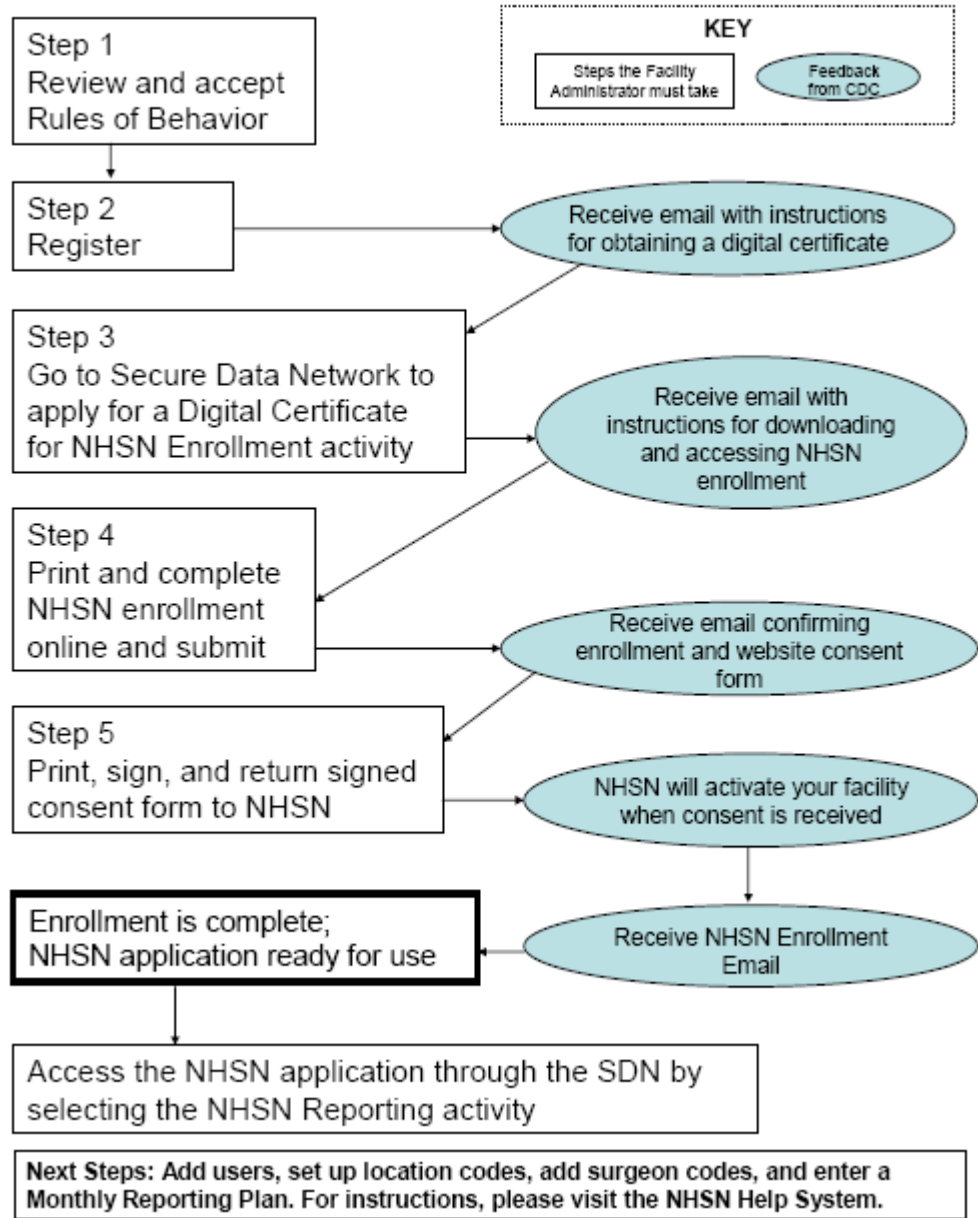 Step 1
Review and accept
Rules of Behavior
KEY
Steps the Facility
Administrator must take
Feedback
from CDC
Step 2
Register
Receive email with instructions
for obtaining a digital certificate
Step 3
Go to Secure Data Network to
apply for a Digital Certificate
for NHSN Enrollment activity
Receive email with
instructions for downloading
and accessing NHSN
enrollment
Step 4
Print and complete
NHSN enrollment
online and submit
Receive email confirming
enrollment and website consent
form
Step 5
Print, sign, and return signed
consent form to NHSN
NHSN will activate your facility
when consent is received
Receive NHSN Enrollment
Email
Enrollment is complete;
NHSN application ready for use
Access the NHSN application through the SDN by
selecting the NHSN Reporting activity
Next Steps: Add users, set up location codes, add surgeon codes, and enter a
Monthly Reporting Plan. For instructions, please visit the NHSN Help System.